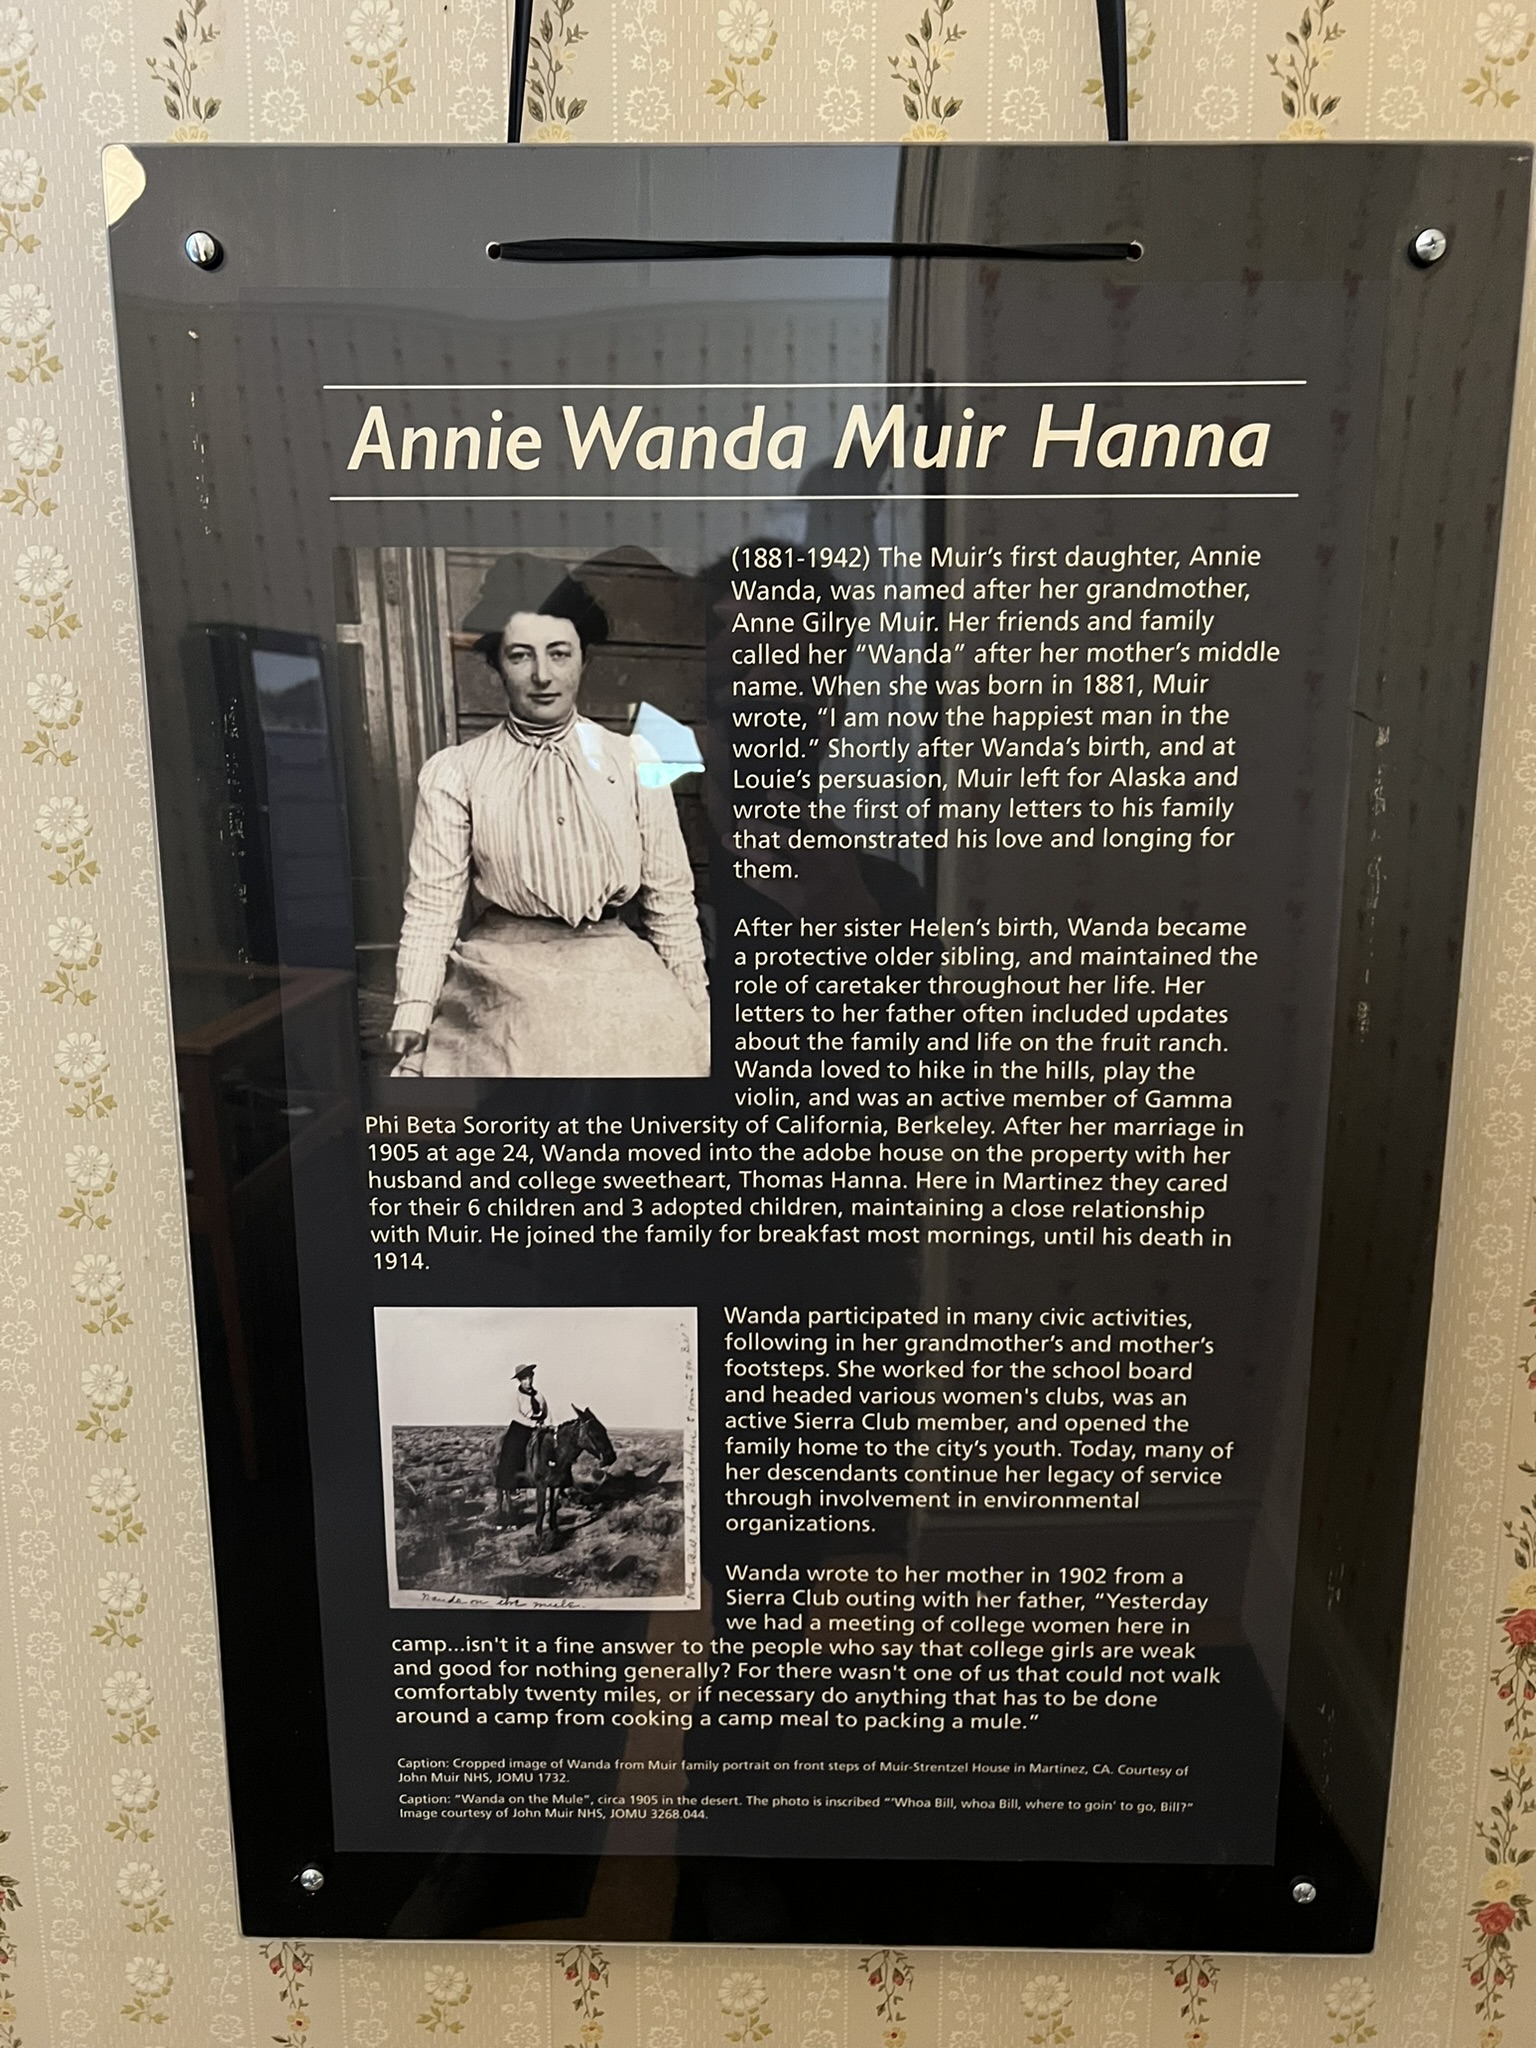 Annie Wanda Muir Hanna
(1881-1942) The Muir's first daughter, Annie
Wanda, was named after her grandmother,
Anne Gilrye Muir. Her friends and family
called her “Wanda” after her mother's middle
name. When she was born in 1881, Muir
wrote, “I am now the happiest man in the
world.” Shortly after Wanda's birth, and at
Louie's persuasion, Muir left for Alaska and
wrote the first of many letters to his family
that demonstrated his love and longing for
them.
After her sister Helen's birth, Wanda became
a protective older sibling, and maintained the
role of caretaker throughout her life. Her
letters to her father often included updates
about the family and life on the fruit ranch.
Wanda loved to hike in the hills, play the
violin, and was an active member of Gamma
Phi Beta Sorority at the University of California, Berkeley. After her marriage in
1905 at age 24, Wanda moved into the adobe house on the property with her
husband and college sweetheart, Thomas Hanna. Here in Martinez they cared
for their 6 children and 3 adopted children, maintaining a close relationship
with Muir. He joined the family for breakfast most mornings, until his death in
1914.
Wanda on the mule.
Wanda participated in many civic activities,
following in her grandmother's and mother's
footsteps. She worked for the school board
and headed various women's clubs, was an
active Sierra Club member, and opened the
family home to the city's youth. Today, many of
her descendants continue her legacy of service
through involvement in environmental
organizations.
Wanda wrote to her mother in 1902 from a
Sierra Club outing with her father, “Yesterday
we had a meeting of college women here in
camp...isn't it a fine answer to the people who say that college girls are weak
and good for nothing generally? For there wasn't one of us that could not walk
comfortably twenty miles, or if necessary do anything that has to be done
around a camp from cooking a camp meal to packing a mule.”
Caption: Cropped image of Wanda from Muir family portrait on front steps of Muir-Strentzel House in Martinez, CA. Courtesy of
John Muir NHS, JOMU 1732.
Caption: “Wanda on the Mule”, circa 1905 in the desert. The photo is inscribed “‘Whoa Bill, whoa Bill, where to goin' to go, Bill?”
Image courtesy of John Muir NHS, JOMU 3268.044.